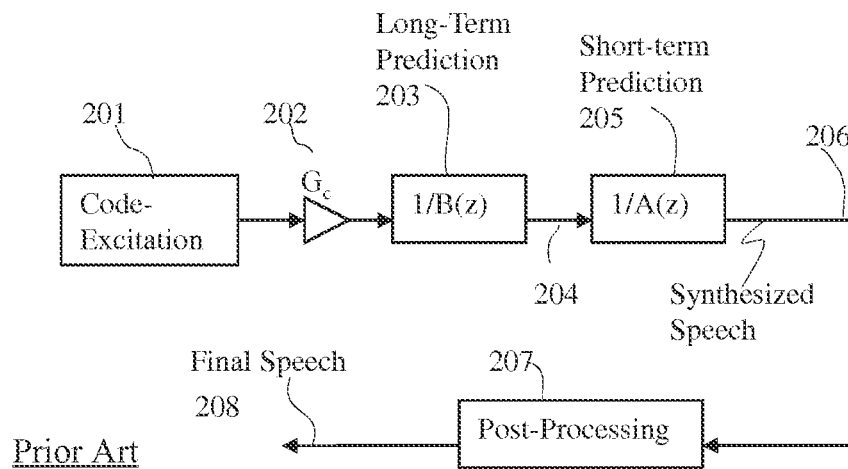 Long-Term
Prediction
203
Short-term
Prediction
205
201
202
206
G_c
Code-
Excitation
1/B(z)
1/A(z)
204
Synthesized
Speech
Final Speech
208
207
Post-Processing
Prior Art